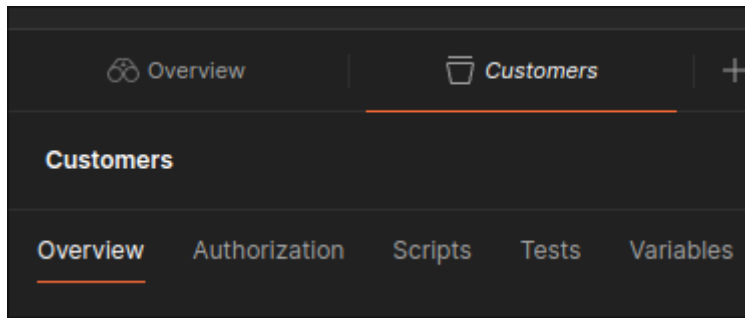 Overview Customers
Customers
Overview Authorization Scripts Tests Variables